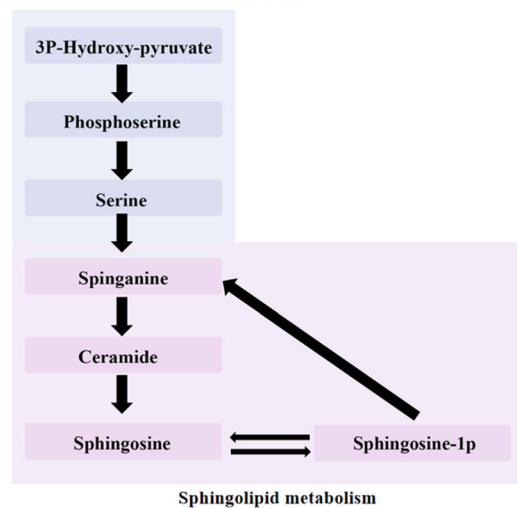 3P-Hydroxy-pyruvate
Phosphoserine
Serine
Spinganine
Ceramide
Sphingosine
Sphingosine-1p
Sphingolipid metabolism